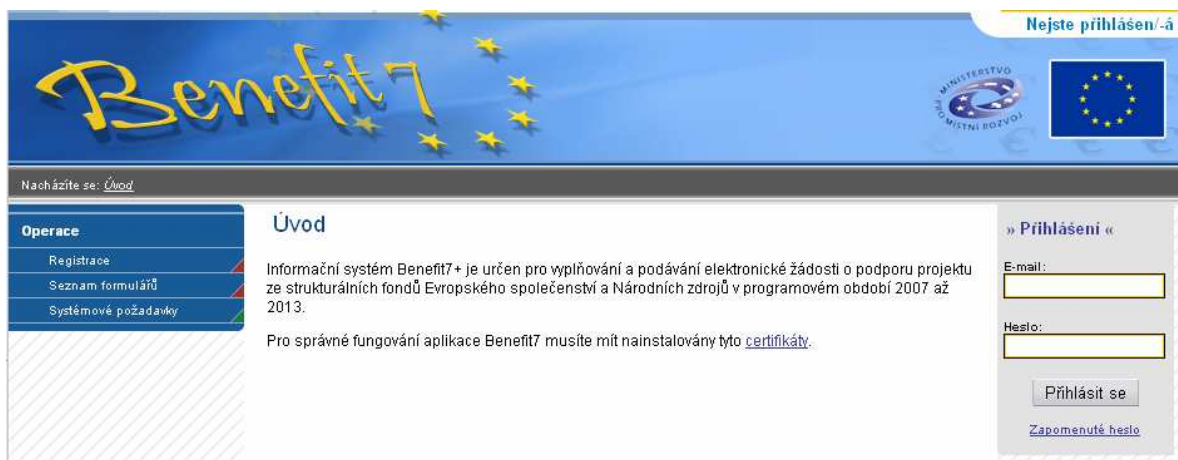 Nejste přihlášen/-á
Benefit7
MINISTERSTVO
PRO MÍSTNÍ ROZVOJ
Nacházíte se: Úvod
Operace
Registrace
Seznam formulářů
Systémové požadavky
Úvod
Informační systém Benefit7+ je určen pro vyplňování a podávání elektronické žádosti o podporu projektu
ze strukturálních fondů Evropského společenství a Národních zdrojů v programovém období 2007 až
2013.
Pro správné fungování aplikace Benefit7 musíte mít nainstalovány tyto certifikáty.
» Přihlášení «
E-mail:
Heslo:
Přihlásit se
Zapomenuté heslo